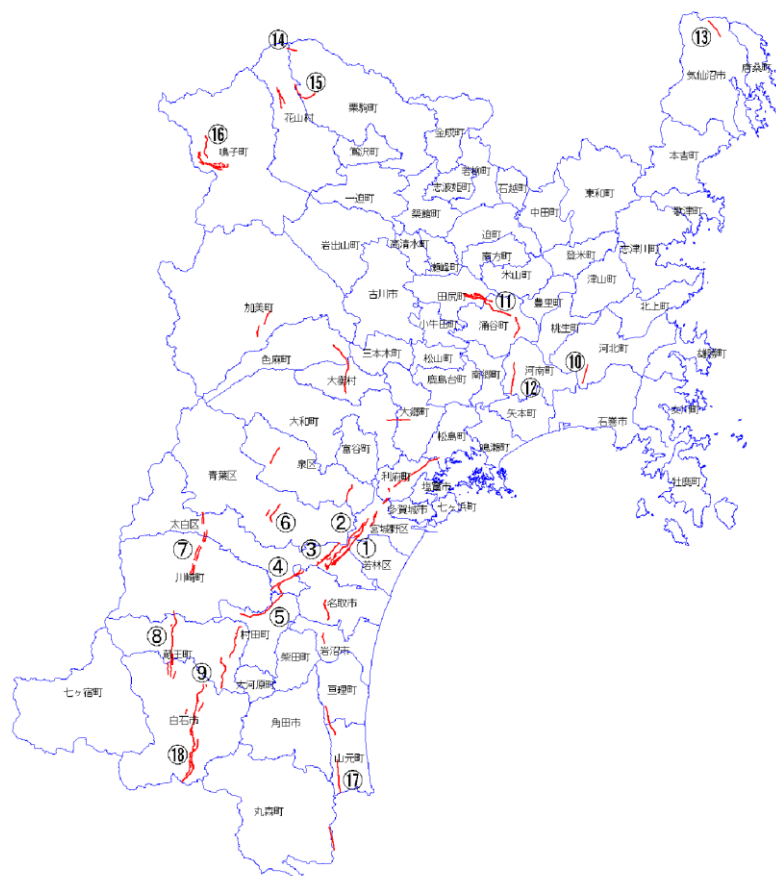 ⑬
⑭
唐桑町
気仙沼市
⑮
栗駒町
花山村
⑯
鳴子町
金成町
鶯沢町
本吉町
若柳町
志波姫町
石越町
東和町
一迫町
中田町
歌津町
築館町
迫町
岩出山町
高清水町
志津川町
南方町
登米町
瀬峰町
米山町
津山町
古川市
田尻町
⑪
豊里町
北上町
加美町
小牛田町
涌谷町
桃生町
河北町
雄勝町
色麻町
三本木町
松山町
⑩
大衡村
鹿島台町
南郷町
河南町
⑫
大郷町
矢本町
女川町
大和町
石巻市
富谷町
松島町
鳴瀬町
泉区
青葉区
利府町
牡鹿町
塩竈市
⑥
②
多賀城市
七ヶ浜町
太白区
宮城野区
⑦
③
①
④
若林区
川崎町
名取市
⑤
⑧
村田町
岩沼市
柴田町
蔵王町
⑨
大河原町
亘理町
七ヶ宿町
白石市
角田市
⑱
山元町
⑰
丸森町